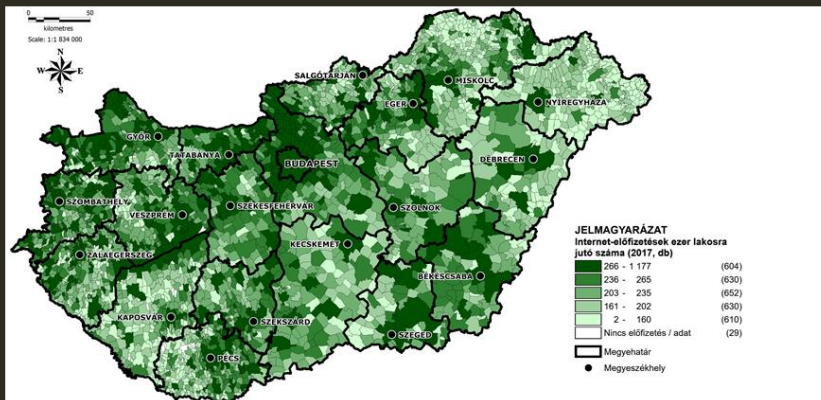 0 50
kilometres
Scale: 1:1 834 000
N
W E
S
SALGÓTARJÁN
MISKOLC
EGER
NYÍREGYHÁZA
GYŐR
TATABÁNYA
BUDAPEST
DEBRECEN
SZOMBATHELY
VESZPRÉM
SZÉKESFEHÉRVÁR
SZOLNOK
ZALAEGERSZEG
KECSKEMÉT
BÉKÉSCSABA
KAPOSVÁR
SZEKSZÁRD
SZEGED
PÉCS
JELMAGYARÁZAT
Internet-előfizetések ezer lakosra
jutó száma (2017, db)
266 - 1 177 (604)
236 - 265 (630)
203 - 235 (652)
161 - 202 (630)
2 - 160 (610)
Nincs előfizetés / adat (29)
Megyehatár
Megyeszékhely